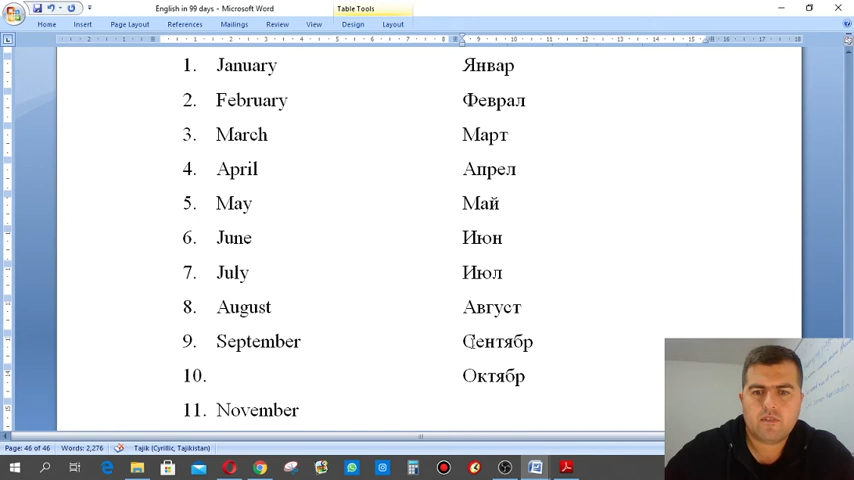 English in 99 days - Microsoft Word
Table Tools
Home Insert Page Layout References Mailings Review View Design Layout
1. January Январ
2. February Феврал
3. March Март
4. April Апрел
5. May Май
6. June Июн
7. July Июл
8. August Август
9. September Сентябр
10. Октябр
11. November
Page: 46 of 46 Words: 2,276 Tajik (Cyrillic, Tajikistan)